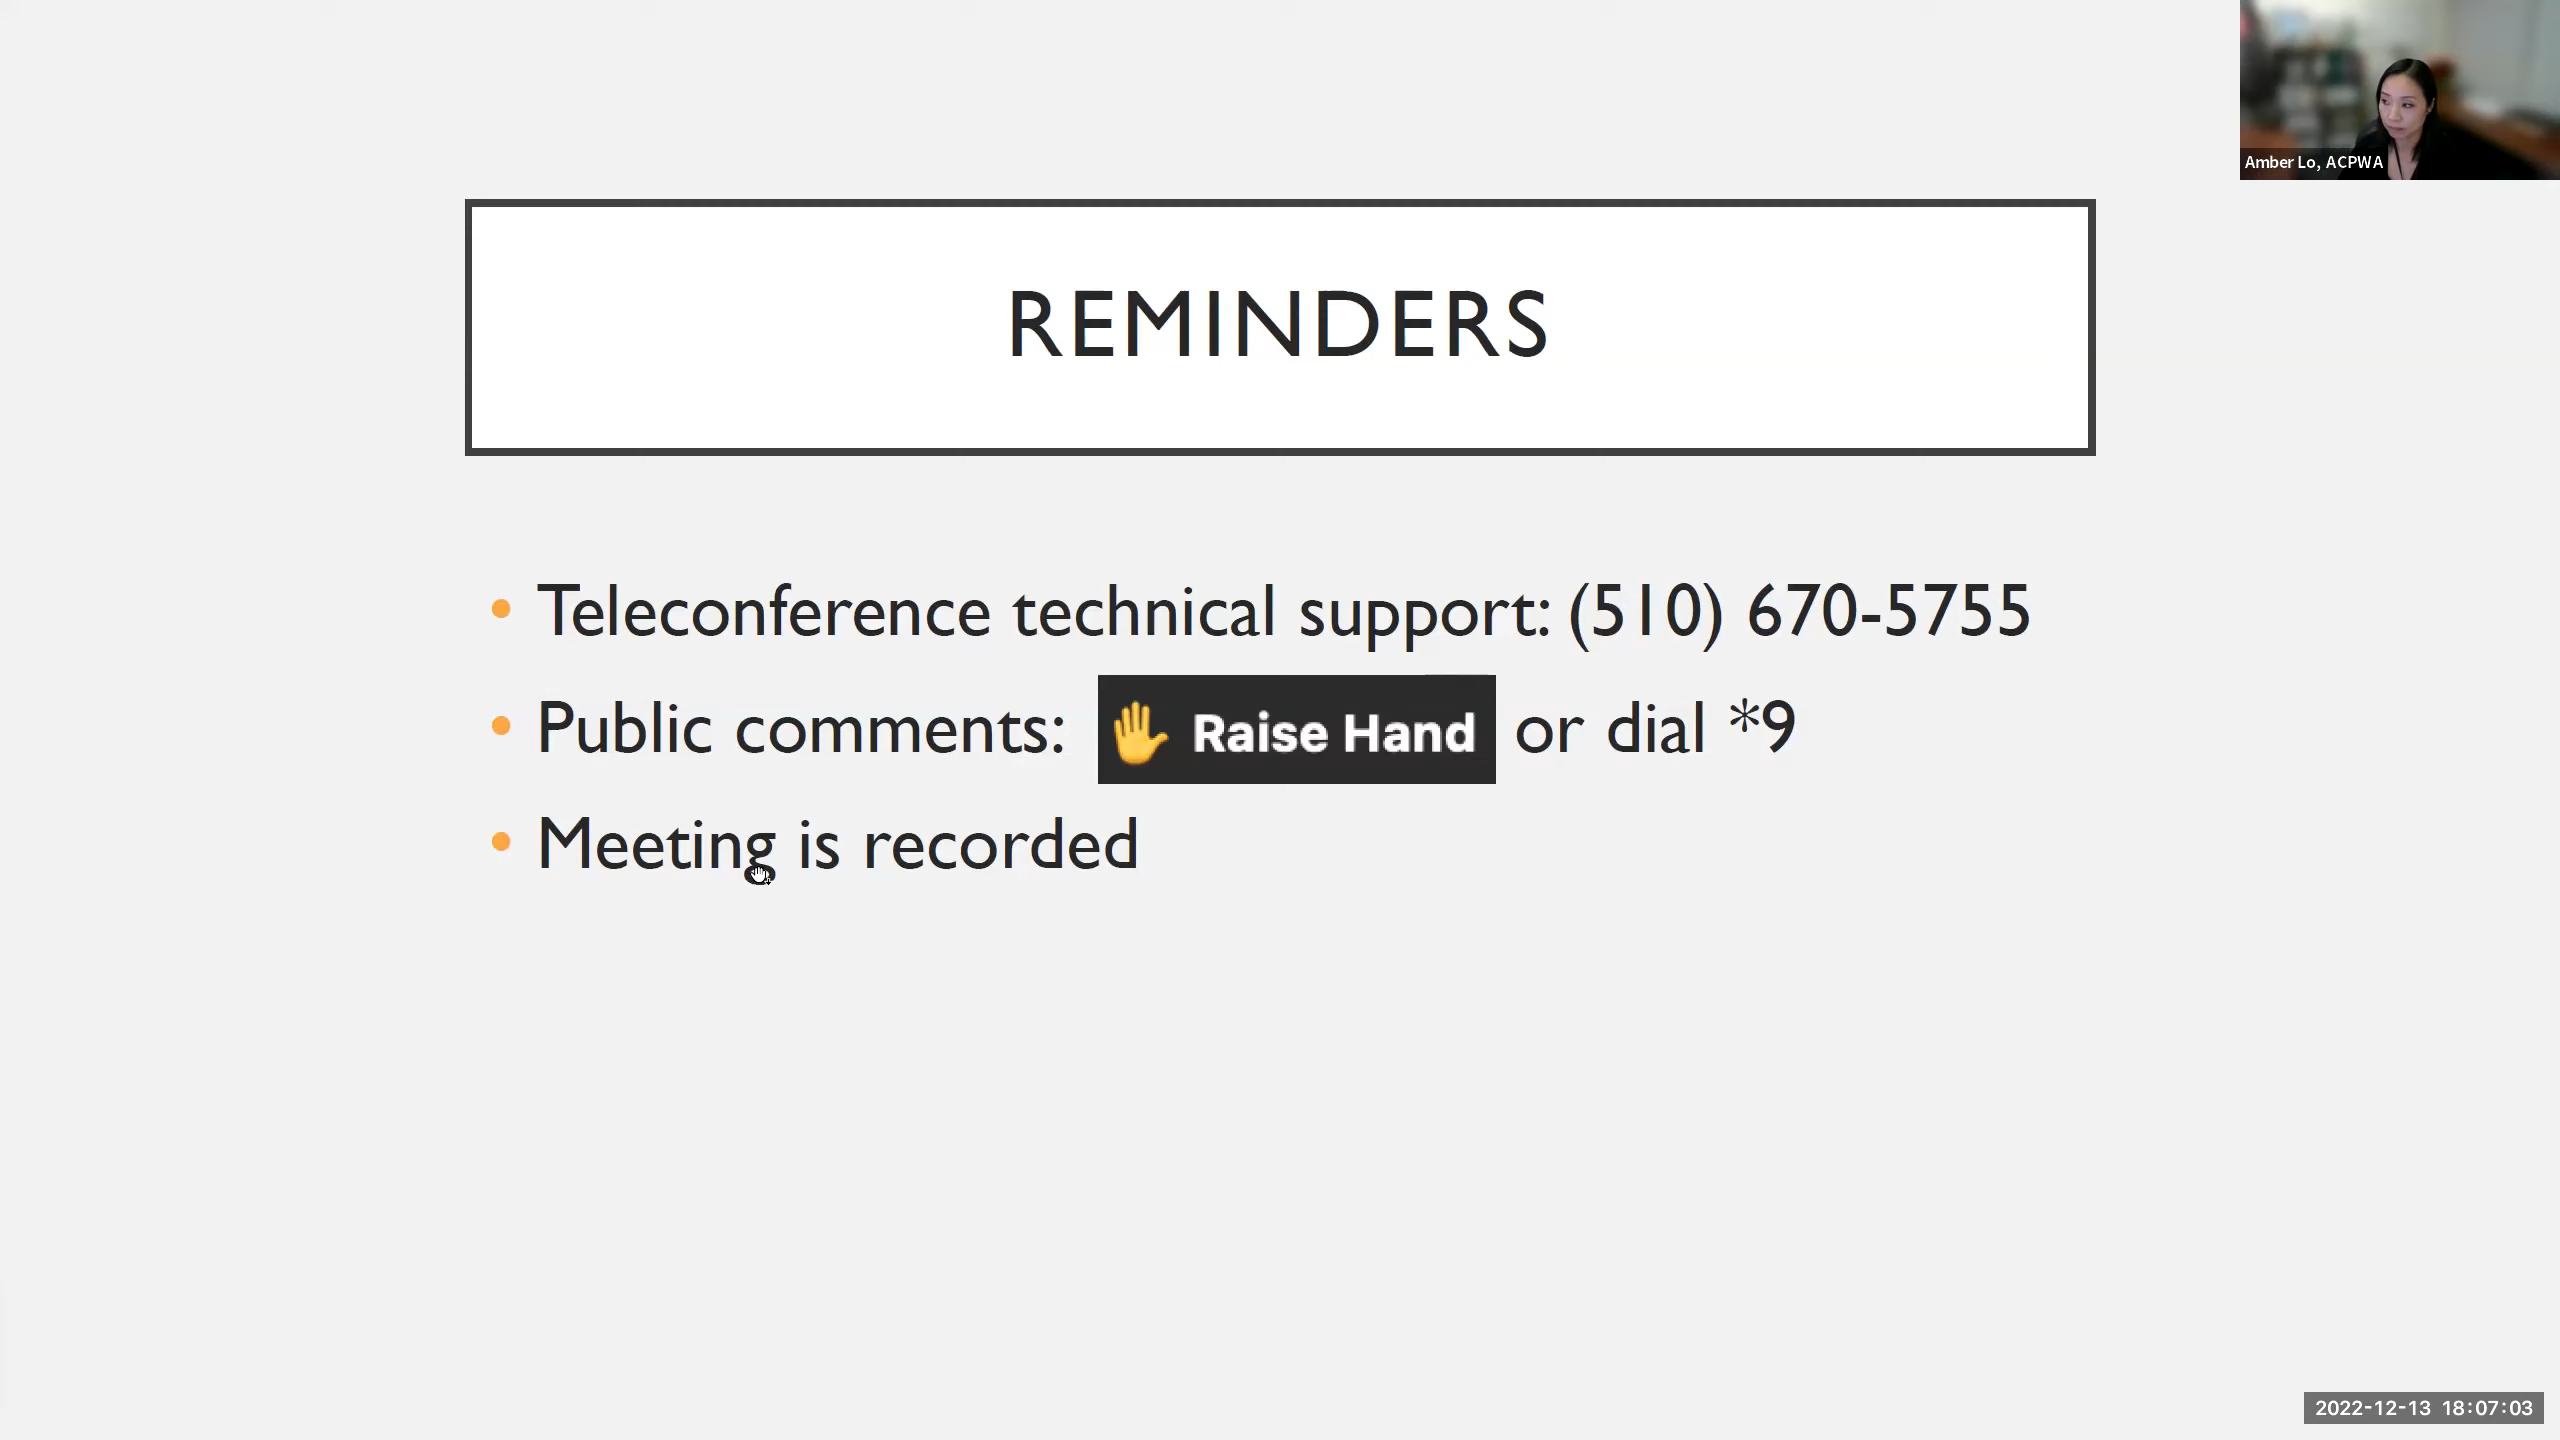 Amber Lo, ACPWA
REMINDERS
• Teleconference technical support: (510) 670-5755
• Public comments: ✋ Raise Hand or dial *9
• Meeting is recorded
2022-12-13 18:07:03